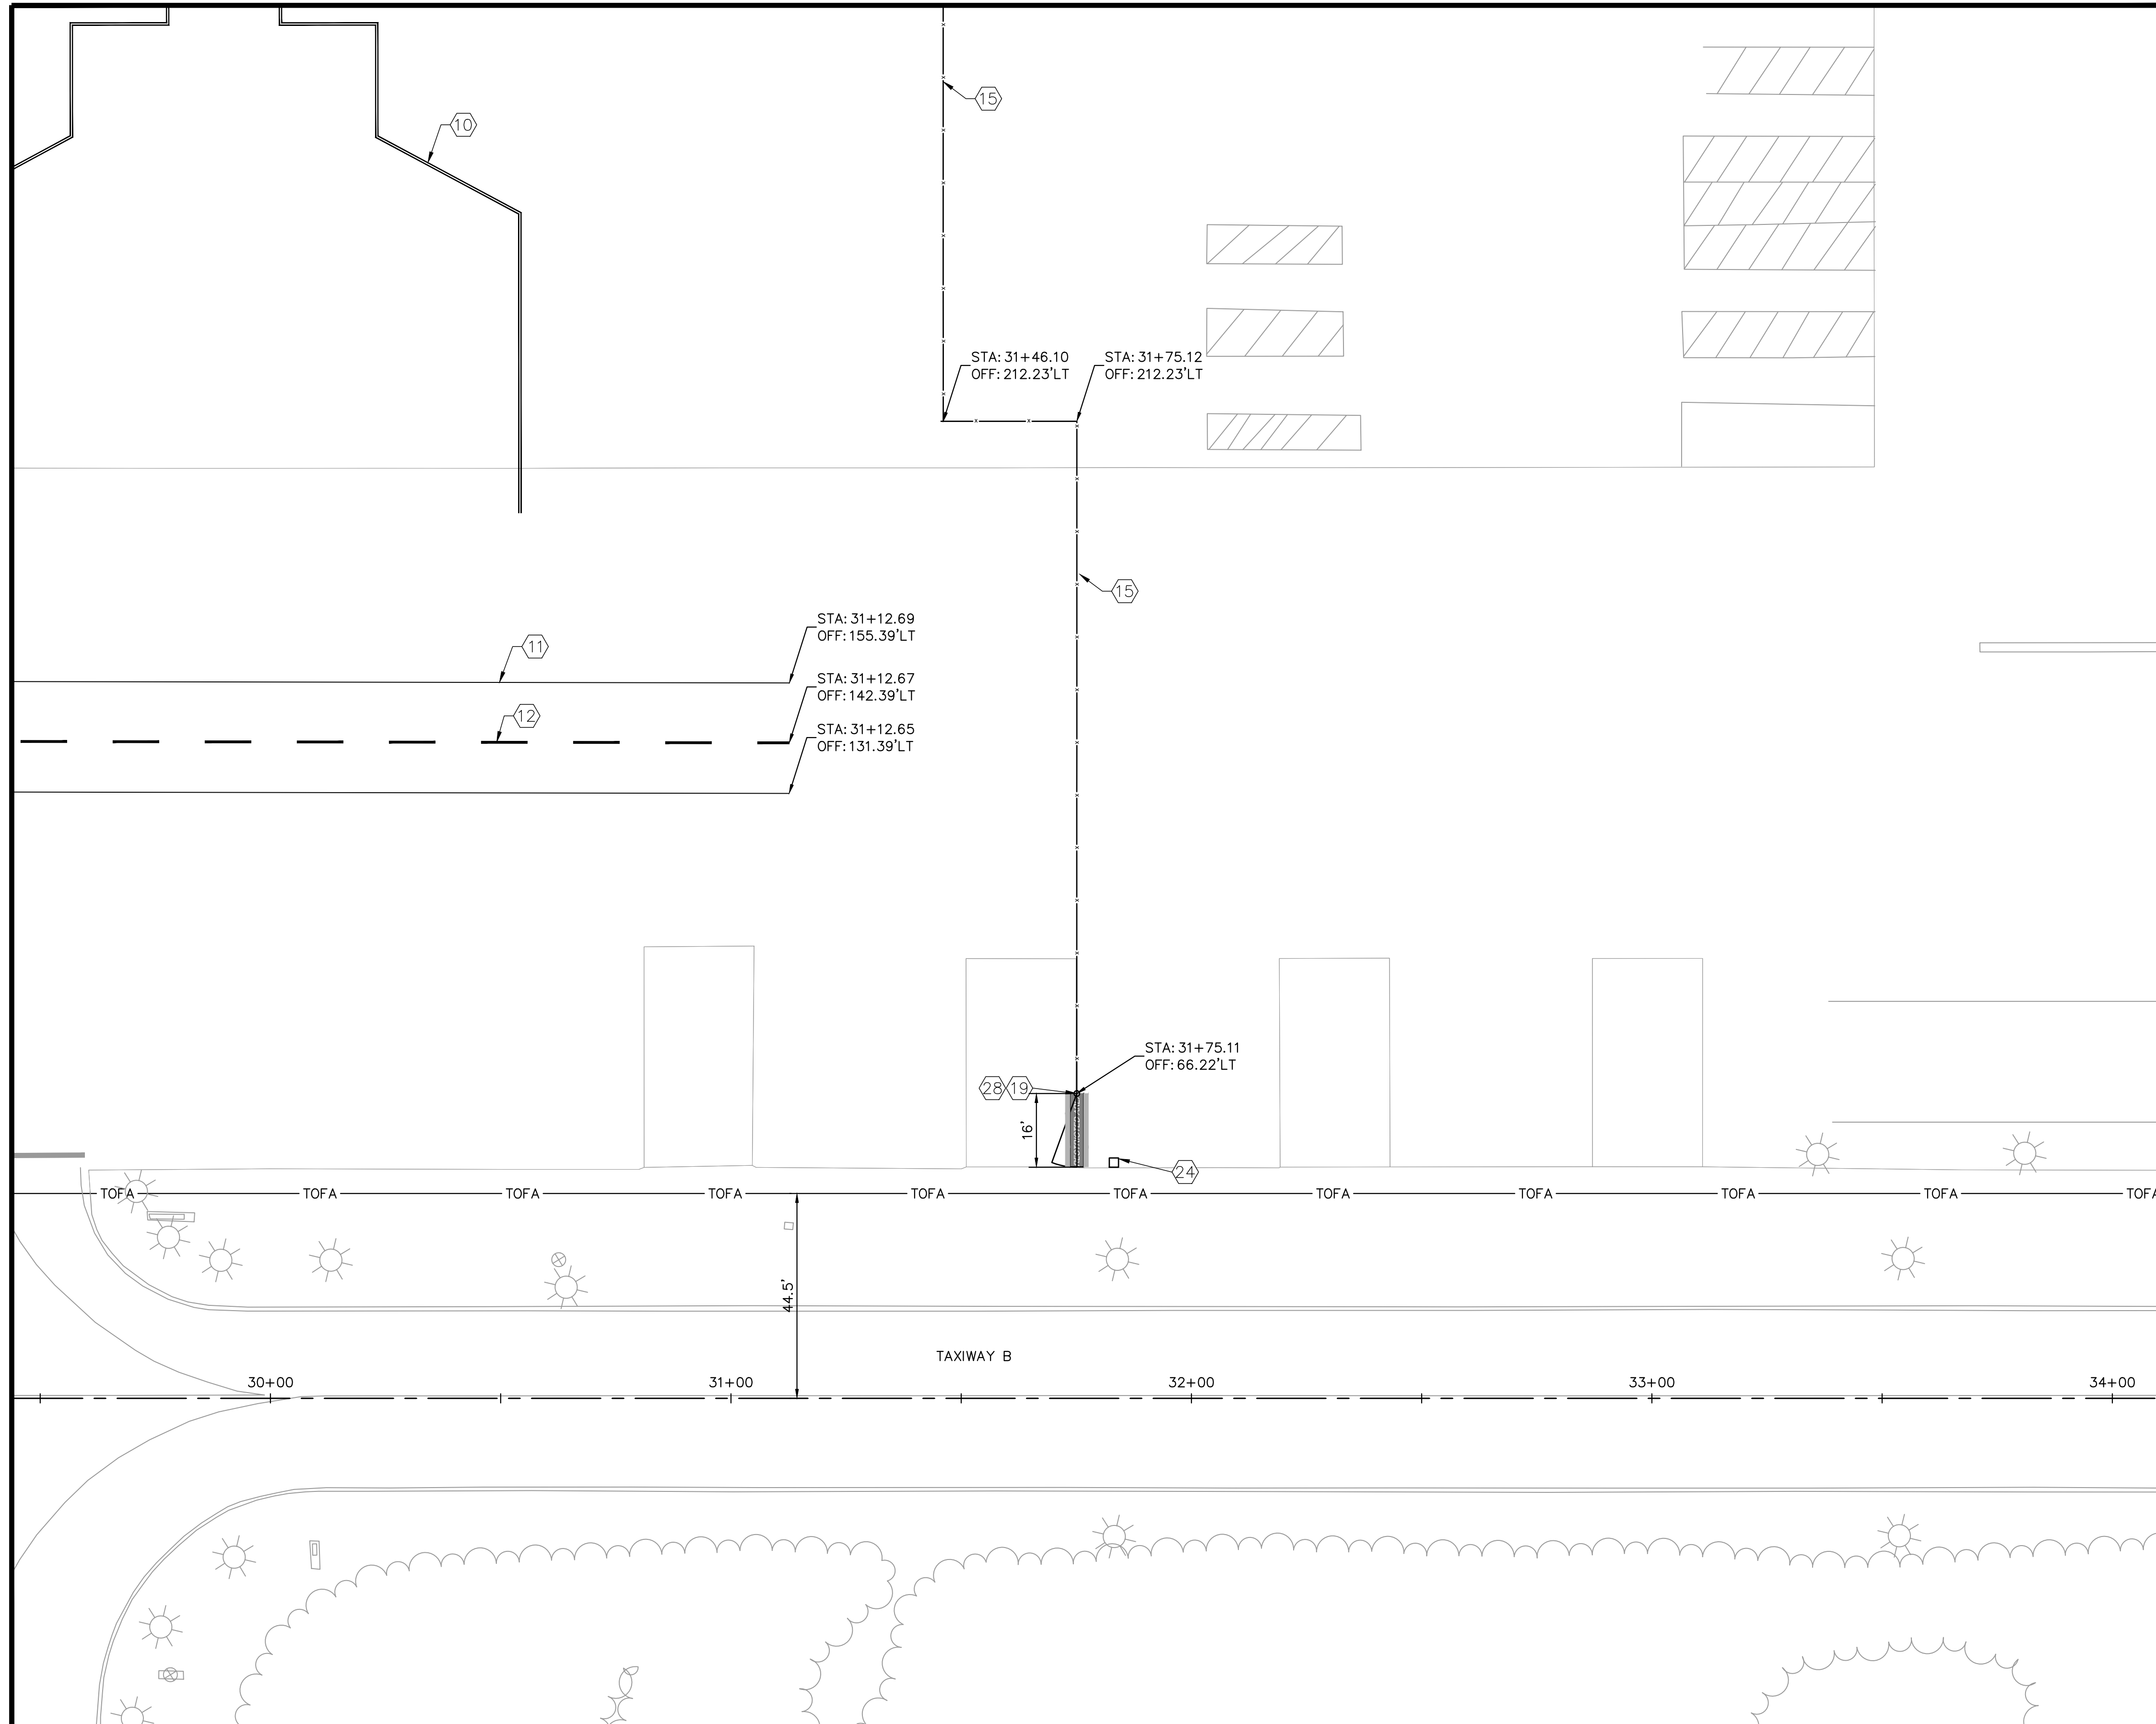 15
10
STA: 31+46.10
OFF: 212.23'LT
STA: 31+75.12
OFF: 212.23'LT
15
STA: 31+12.69
OFF: 155.39'LT
11
STA: 31+12.67
OFF: 142.39'LT
12
STA: 31+12.65
OFF: 131.39'LT
STA: 31+75.11
OFF: 66.22'LT
28
19
16'
RESTRICTED AREA
24
TOFA TOFA TOFA TOFA TOFA TOFA TOFA TOFA TOFA TOFA TOFA
44.5'
TAXIWAY B
30+00 31+00 32+00 33+00 34+00